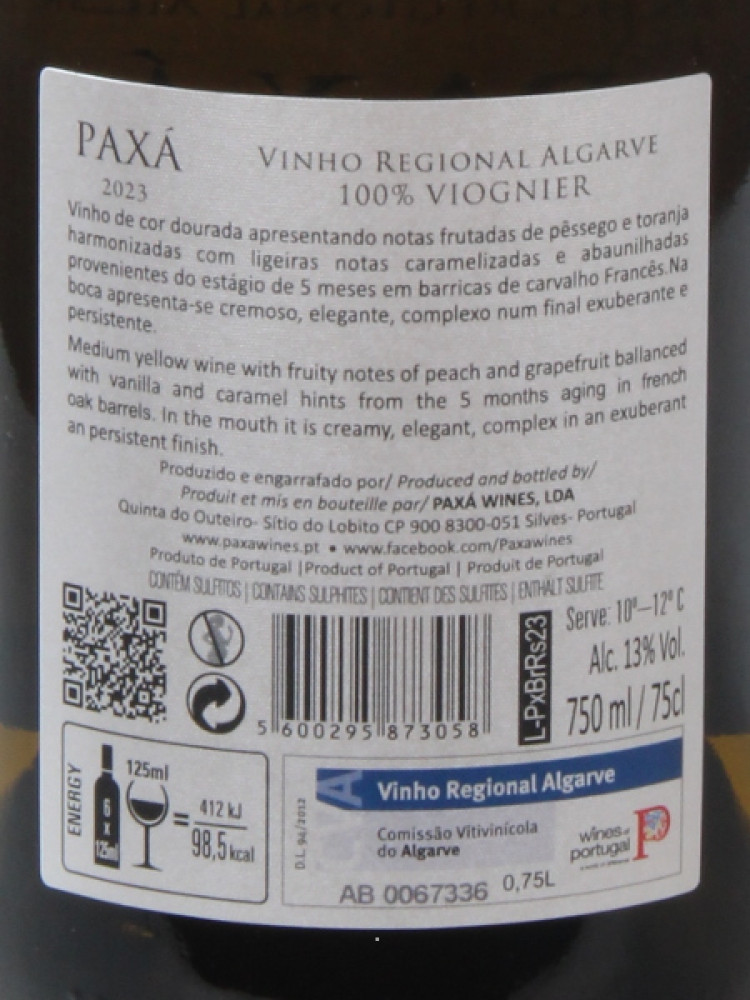 PAXÁ
2023
VINHO REGIONAL ALGARVE
100% VIOGNIER
Vinho de cor dourada apresentando notas frutadas de pêssego e toranja
harmonizadas com ligeiras notas caramelizadas e abaunilhadas
provenientes do estágio de 5 meses em barricas de carvalho Francês.Na
boca apresenta-se cremoso, elegante, complexo num final exuberante e
persistente.
Medium yellow wine with fruity notes of peach and grapefruit ballanced
with vanilla and caramel hints from the 5 months aging in french
oak barrels. In the mouth it is creamy, elegant, complex in an exuberant
an persistent finish.
Produzido e engarrafado por/ Produced and bottled by/
Produit et mis en bouteille par/ PAXÁ WINES, LDA
Quinta do Outeiro- Sítio do Lobito CP 900 8300-051 Silves- Portugal
www.paxawines.pt • www.facebook.com/Paxawines
Produto de Portugal |Product of Portugal | Produit de Portugal
CONTÉM SULFITOS | CONTAINS SULPHITES | CONTIENT DES SULFITES | ENTHÄLT SULFITE
5 600295 873058
L-PxBrRs23
Serve: 10º—12º C
Alc. 13% Vol.
750 ml / 75cl
ENERGY
6 x 125ml
125ml
= 412 kJ
98,5 kcal
D.L. 94/2012
Vinho Regional Algarve
Comissão Vitivinícola
do Algarve
wines of
portugal
AB 0067336 0,75L